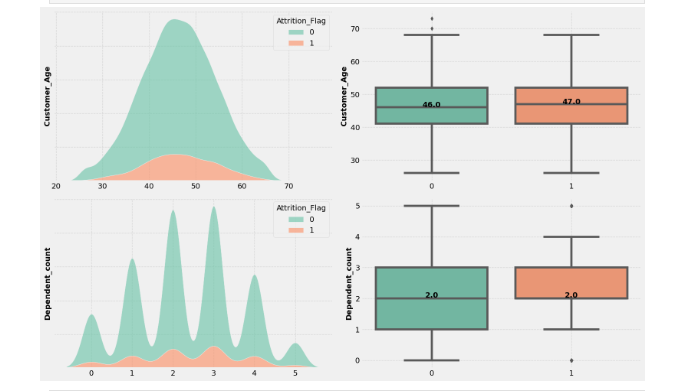 Attrition_Flag
0
1
Customer_Age
20 30 40 50 60 70
Customer_Age
70
60
50
40
30
46.0
47.0
0 1
Attrition_Flag
0
1
Dependent_count
0 1 2 3 4 5
Dependent_count
5
4
3
2
1
0
2.0
2.0
0 1